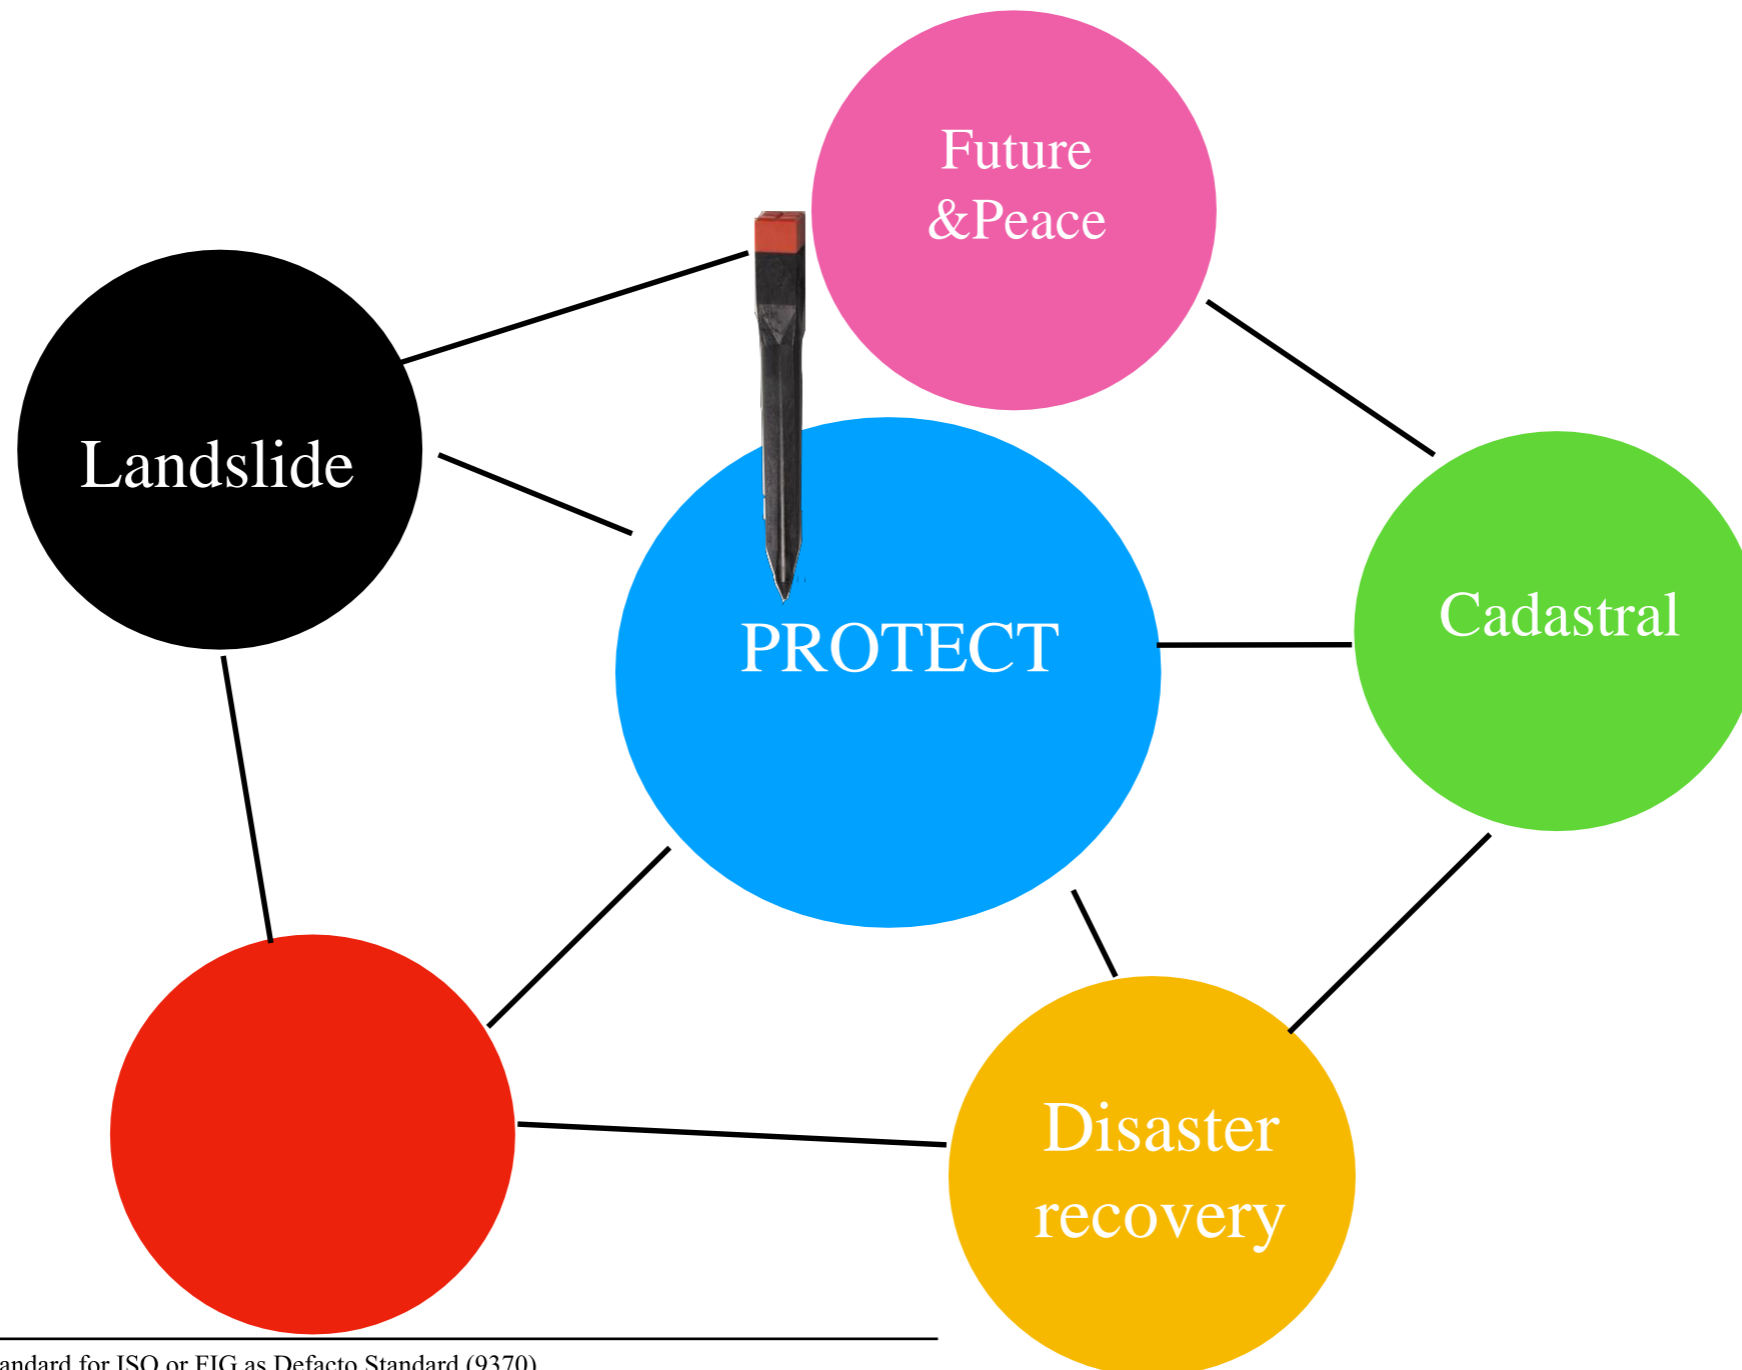 Future
&Peace
Landslide
Cadastral
PROTECT
Disaster
recovery
andard for ISO or FIG as Defacto Standard (9370)